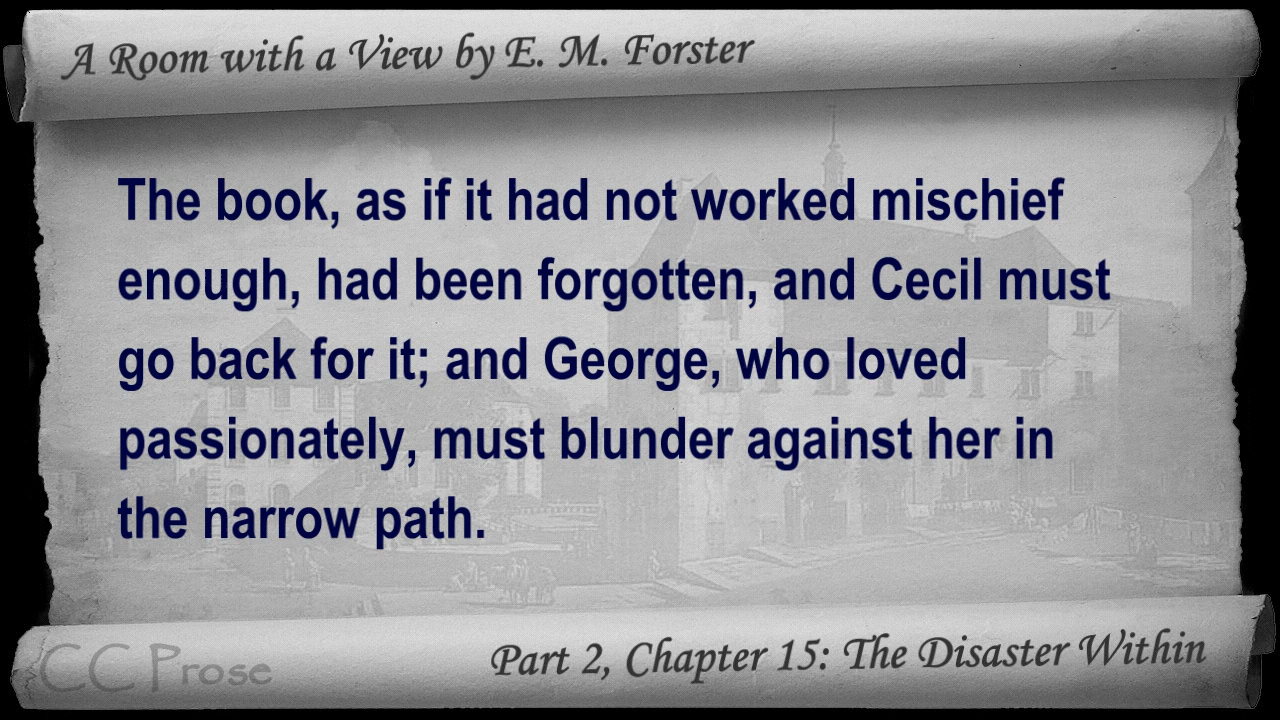 A Room with a View by E. M. Forster
The book, as if it had not worked mischief
enough, had been forgotten, and Cecil must
go back for it; and George, who loved
passionately, must blunder against her in
the narrow path.
CC Prose
Part 2, Chapter 15: The Disaster Within